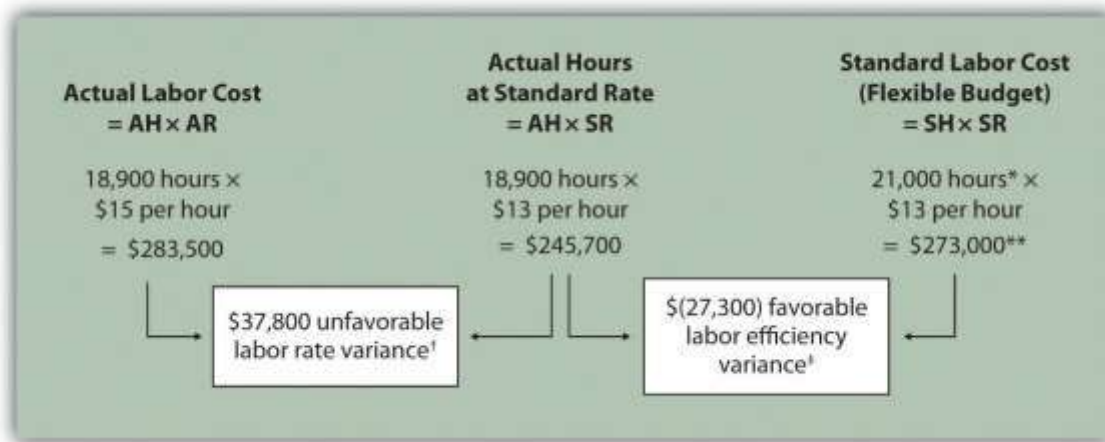 Actual Labor Cost
= AH × AR
18,900 hours ×
$15 per hour
= $283,500
Actual Hours
at Standard Rate
= AH × SR
18,900 hours ×
$13 per hour
= $245,700
Standard Labor Cost
(Flexible Budget)
= SH × SR
21,000 hours* ×
$13 per hour
= $273,000**
$37,800 unfavorable
labor rate variance†
$(27,300) favorable
labor efficiency
variance‡